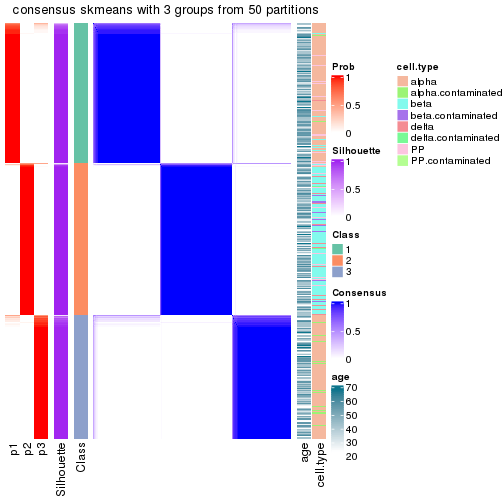 consensus skmeans with 3 groups from 50 partitions
Prob
1
0.5
0
Silhouette
1
0.5
0
Class
1
2
3
Consensus
1
0.5
0
age
70
60
50
40
30
20
cell.type
alpha
alpha.contaminated
beta
beta.contaminated
delta
delta.contaminated
PP
PP.contaminated
p1
p2
p3
Silhouette
Class
age
cell.type